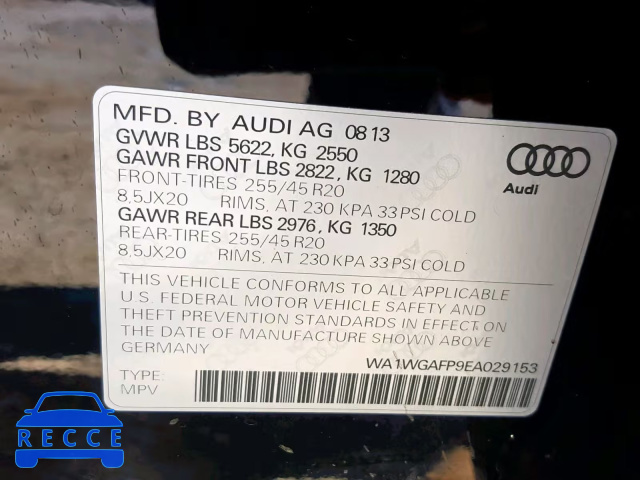 MFD. BY AUDI AG 08 13
GVWR LBS 5622, KG 2550
GAWR FRONT LBS 2822, KG 1280
FRONT-TIRES 255/45 R20
8,5JX20 RIMS, AT 230 KPA 33 PSI COLD
GAWR REAR LBS 2976, KG 1350
REAR-TIRES 255/45 R20
8,5JX20 RIMS, AT 230 KPA 33 PSI COLD
Audi
THIS VEHICLE CONFORMS TO ALL APPLICABLE
U.S. FEDERAL MOTOR VEHICLE SAFETY AND
THEFT PREVENTION STANDARDS IN EFFECT ON
THE DATE OF MANUFACTURE SHOWN ABOVE
GERMANY
WA1WGAFP9EA029153
TYPE:
MPV